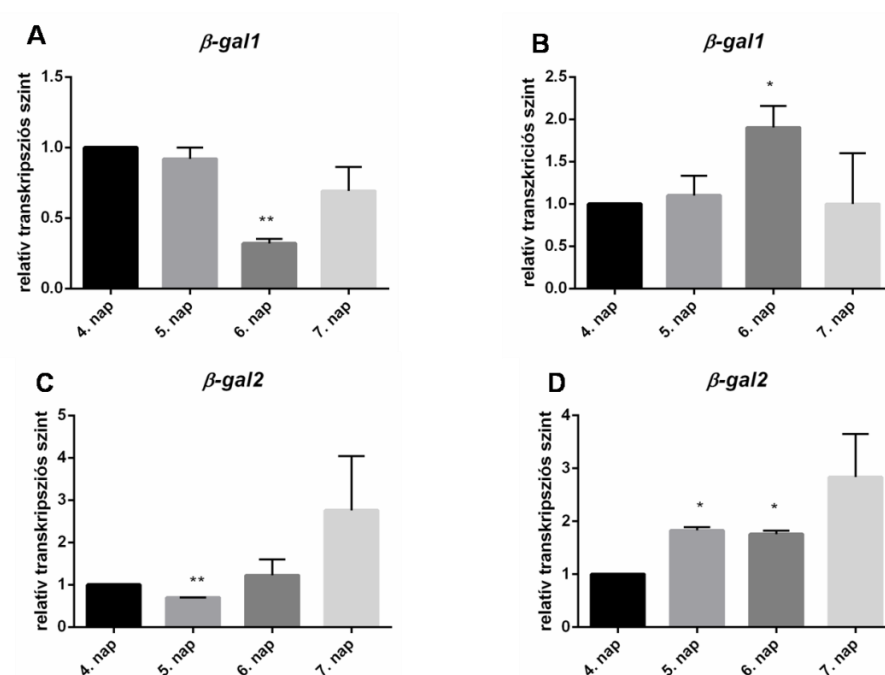 A
β-gal1
relatív transkripsziós szint
1.5
1.0
0.5
0.0
**
4. nap
5. nap
6. nap
7. nap
B
β-gal1
relatív transzkriciós szint
2.5
2.0
1.5
1.0
0.5
0.0
*
4. nap
5. nap
6. nap
7. nap
C
β-gal2
relatív transkripsziós szint
5
4
3
2
1
0
**
4. nap
5. nap
6. nap
7. nap
D
β-gal2
relatív transkripsziós szint
4
3
2
1
0
*
*
4. nap
5. nap
6. nap
7. nap